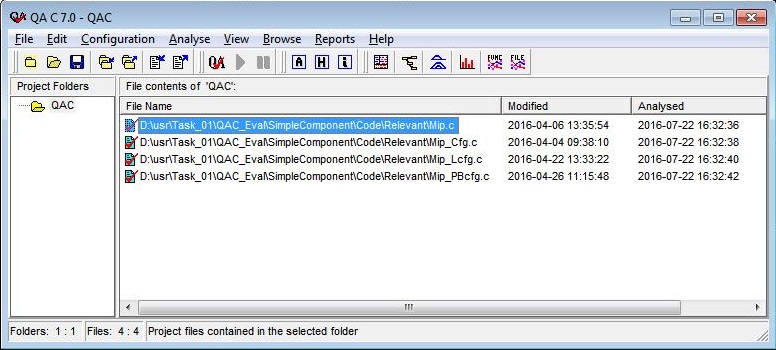 QA C 7.0 - QAC
File Edit Configuration Analyse View Browse Reports Help
QA A H i FUNC FILE
Project Folders
QAC
File contents of 'QAC':
File Name Modified Analysed
D:\usr\Task_01\QAC_Eval\SimpleComponent\Code\Relevant\Mip.c 2016-04-06 13:35:54 2016-07-22 16:32:36
D:\usr\Task_01\QAC_Eval\SimpleComponent\Code\Relevant\Mip_Cfg.c 2016-04-04 09:38:10 2016-07-22 16:32:38
D:\usr\Task_01\QAC_Eval\SimpleComponent\Code\Relevant\Mip_Lcfg.c 2016-04-22 13:33:22 2016-07-22 16:32:40
D:\usr\Task_01\QAC_Eval\SimpleComponent\Code\Relevant\Mip_PBcfg.c 2016-04-26 11:15:48 2016-07-22 16:32:42
Folders: 1 : 1 Files: 4 : 4 Project files contained in the selected folder